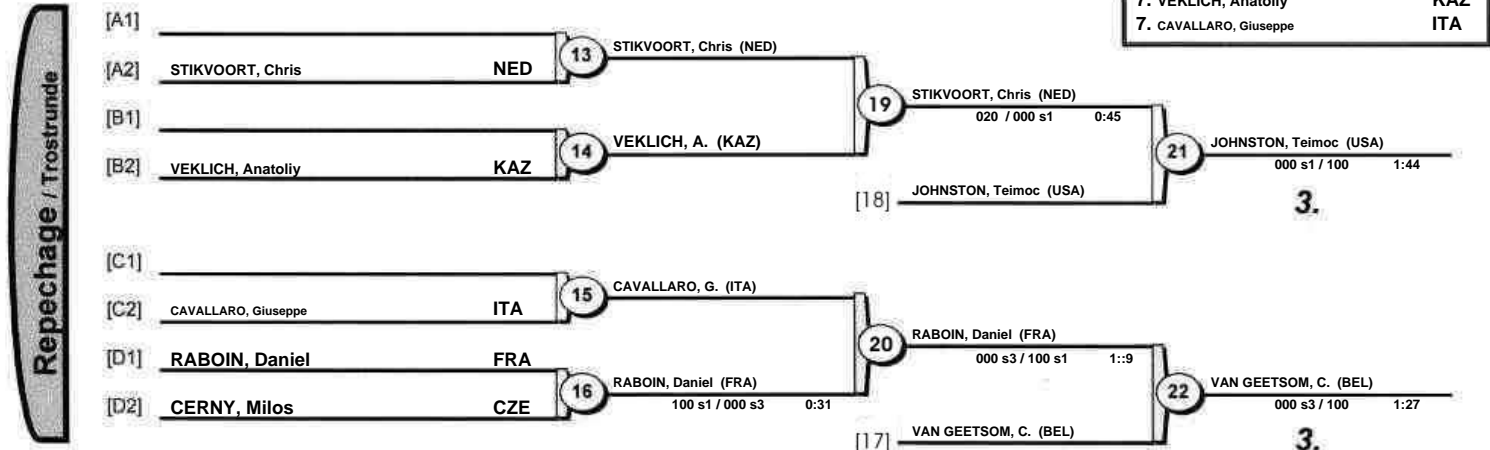 7. VEKLICH, Anatoliy KAZ
7. CAVALLARO, Giuseppe ITA
Repechage / Trostrunde
[A1]
[A2] STIKVOORT, Chris NED
13
STIKVOORT, Chris (NED)
[B1]
[B2] VEKLICH, Anatoliy KAZ
14
VEKLICH, A. (KAZ)
19
STIKVOORT, Chris (NED)
020 / 000 s1 0:45
[18] JOHNSTON, Teimoc (USA)
21
JOHNSTON, Teimoc (USA)
000 s1 / 100 1:44
3.
[C1]
[C2] CAVALLARO, Giuseppe ITA
15
CAVALLARO, G. (ITA)
[D1] RABOIN, Daniel FRA
[D2] CERNY, Milos CZE
16
RABOIN, Daniel (FRA)
100 s1 / 000 s3 0:31
20
RABOIN, Daniel (FRA)
000 s3 / 100 s1 1::9
[17] VAN GEETSOM, C. (BEL)
22
VAN GEETSOM, C. (BEL)
000 s3 / 100 1:27
3.